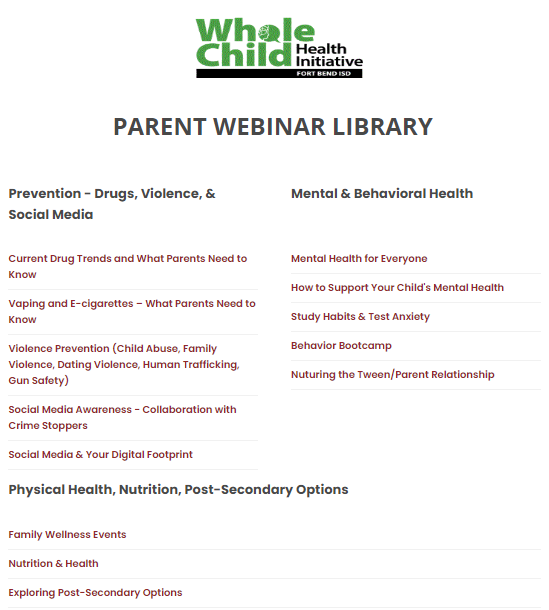 Whole
Child
Health
Initiative
FORT BEND ISD
PARENT WEBINAR LIBRARY
Prevention - Drugs, Violence, &
Social Media
Current Drug Trends and What Parents Need to
Know
Vaping and E-cigarettes – What Parents Need to
Know
Violence Prevention (Child Abuse, Family
Violence, Dating Violence, Human Trafficking,
Gun Safety)
Social Media Awareness - Collaboration with
Crime Stoppers
Social Media & Your Digital Footprint
Mental & Behavioral Health
Mental Health for Everyone
How to Support Your Child's Mental Health
Study Habits & Test Anxiety
Behavior Bootcamp
Nuturing the Tween/Parent Relationship
Physical Health, Nutrition, Post-Secondary Options
Family Wellness Events
Nutrition & Health
Exploring Post-Secondary Options